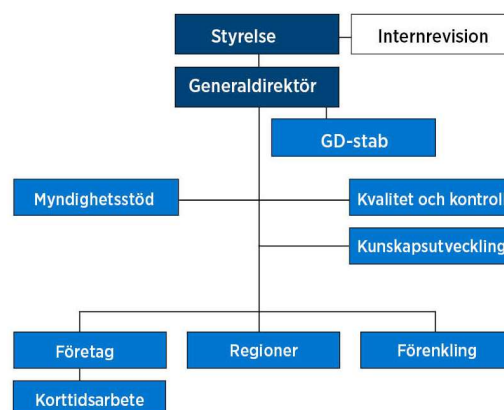 Styrelse
Internrevision
Generaldirektör
GD-stab
Myndighetsstöd
Kvalitet och kontroll
Kunskapsutveckling
Företag
Regioner
Förenkling
Korttidsarbete